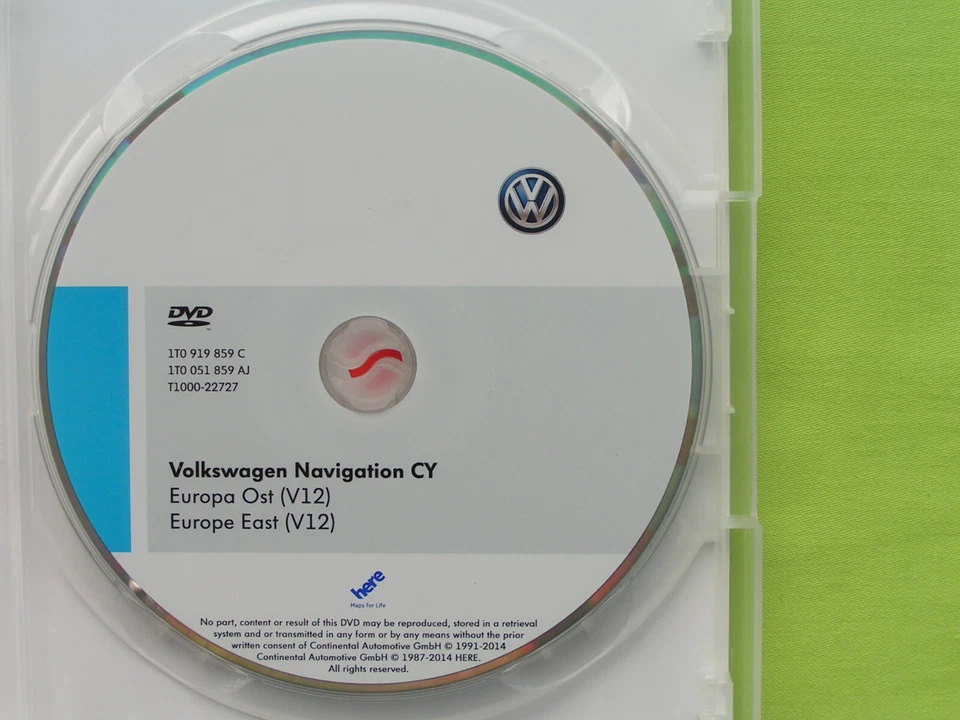 DVD
1T0 919 859 C
1T0 051 859 AJ
T1000-22727
Volkswagen Navigation CY
Europa Ost (V12)
Europe East (V12)
here
Maps for Life
No part, content or result of this DVD may be reproduced, stored in a retrieval
system and or transmitted in any form or by any means without the prior
written consent of Continental Automotive GmbH © 1991-2014
Continental Automotive GmbH © 1987-2014 HERE.
All rights reserved.